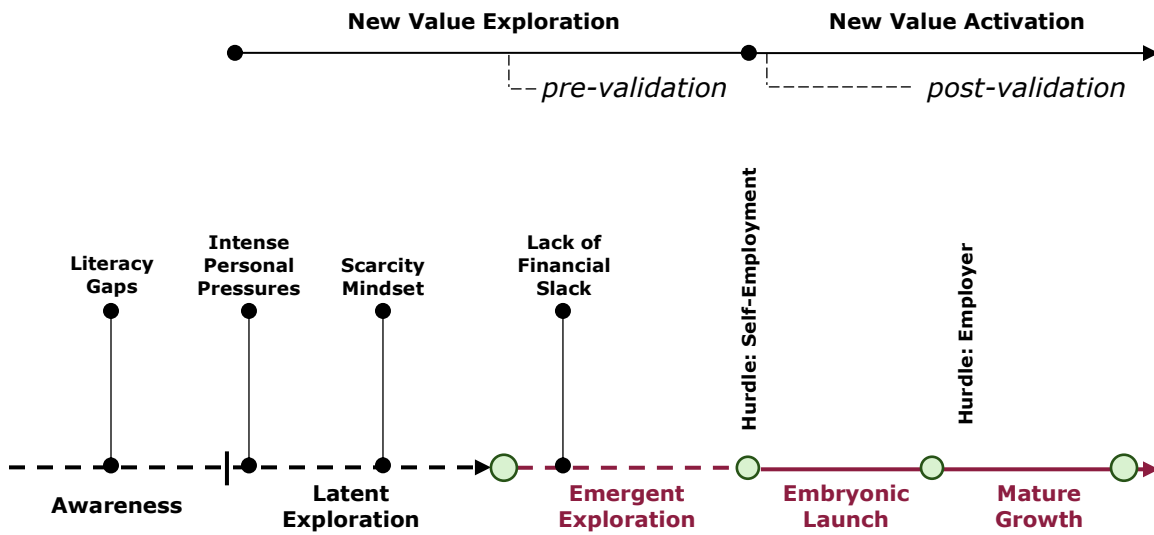 New Value Exploration
New Value Activation
pre-validation
post-validation
Literacy
Gaps
Intense
Personal
Pressures
Scarcity
Mindset
Lack of
Financial
Slack
Hurdle: Self-Employment
Hurdle: Employer
Awareness
Latent
Exploration
Emergent
Exploration
Embryonic
Launch
Mature
Growth